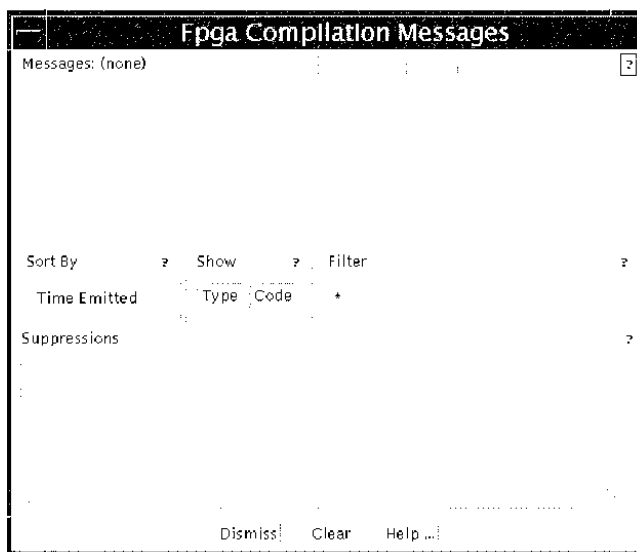 Fpga Compilation Messages
Messages: (none) ?
Sort By ? Show ? Filter ?
Time Emitted Type Code *
Suppressions ?
Dismiss Clear Help ...